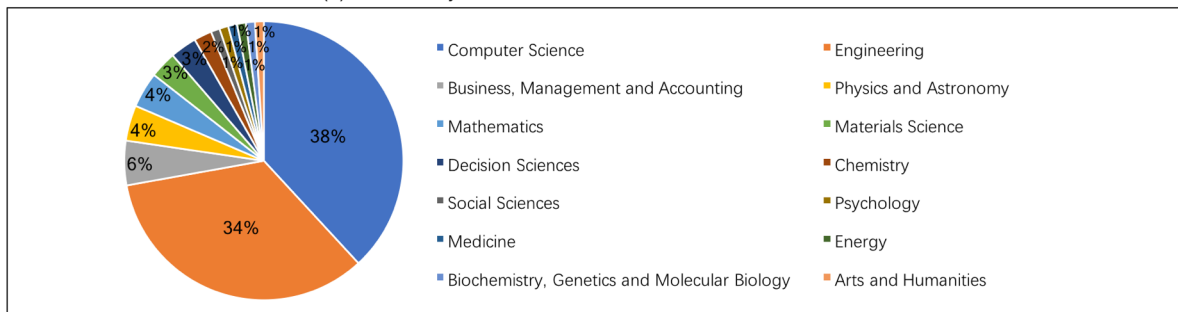 Computer Science
Engineering
Business, Management and Accounting
Physics and Astronomy
Mathematics
Materials Science
Decision Sciences
Chemistry
Social Sciences
Psychology
Medicine
Energy
Biochemistry, Genetics and Molecular Biology
Arts and Humanities
38%
34%
6%
4%
4%
3%
3%
2%
1%
1%
1%
1%
1%
1%
1%